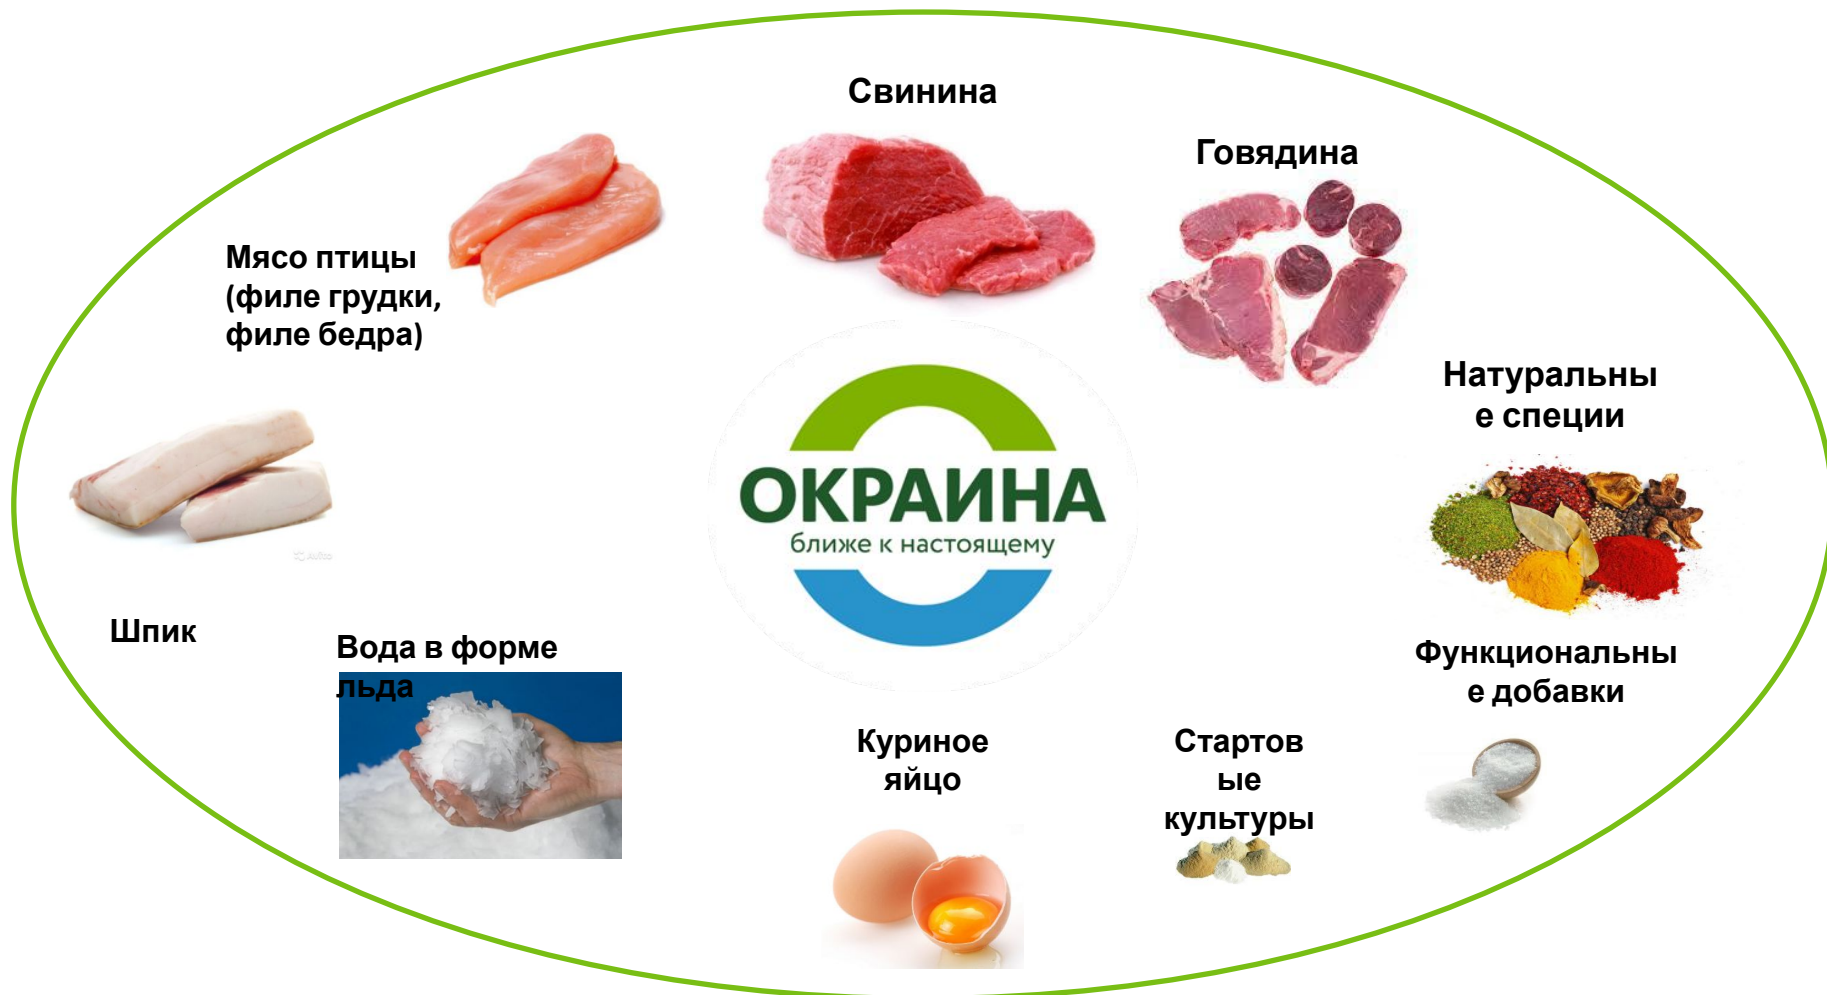 Свинина
Говядина
Мясо птицы
(филе грудки,
филе бедра)
Натуральны
е специи
ОКРАИНА
ближе к настоящему
Avito
Шпик
Вода в форме
льда
Функциональны
е добавки
Куриное
яйцо
Стартов
ые
культуры